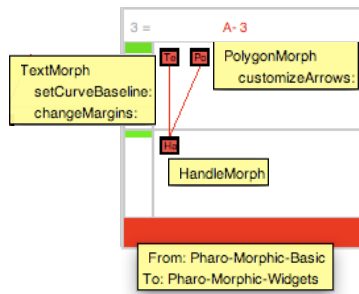 3 = A- 3
Te Po
TextMorph
setCurveBaseline:
changeMargins:
PolygonMorph
customizeArrows:
Ha
HandleMorph
From: Pharo-Morphic-Basic
To: Pharo-Morphic-Widgets